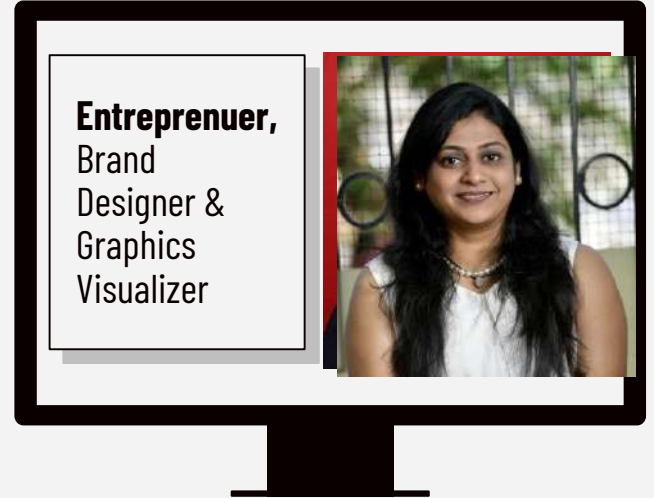 Entreprenuer,
Brand
Designer &
Graphics
Visualizer